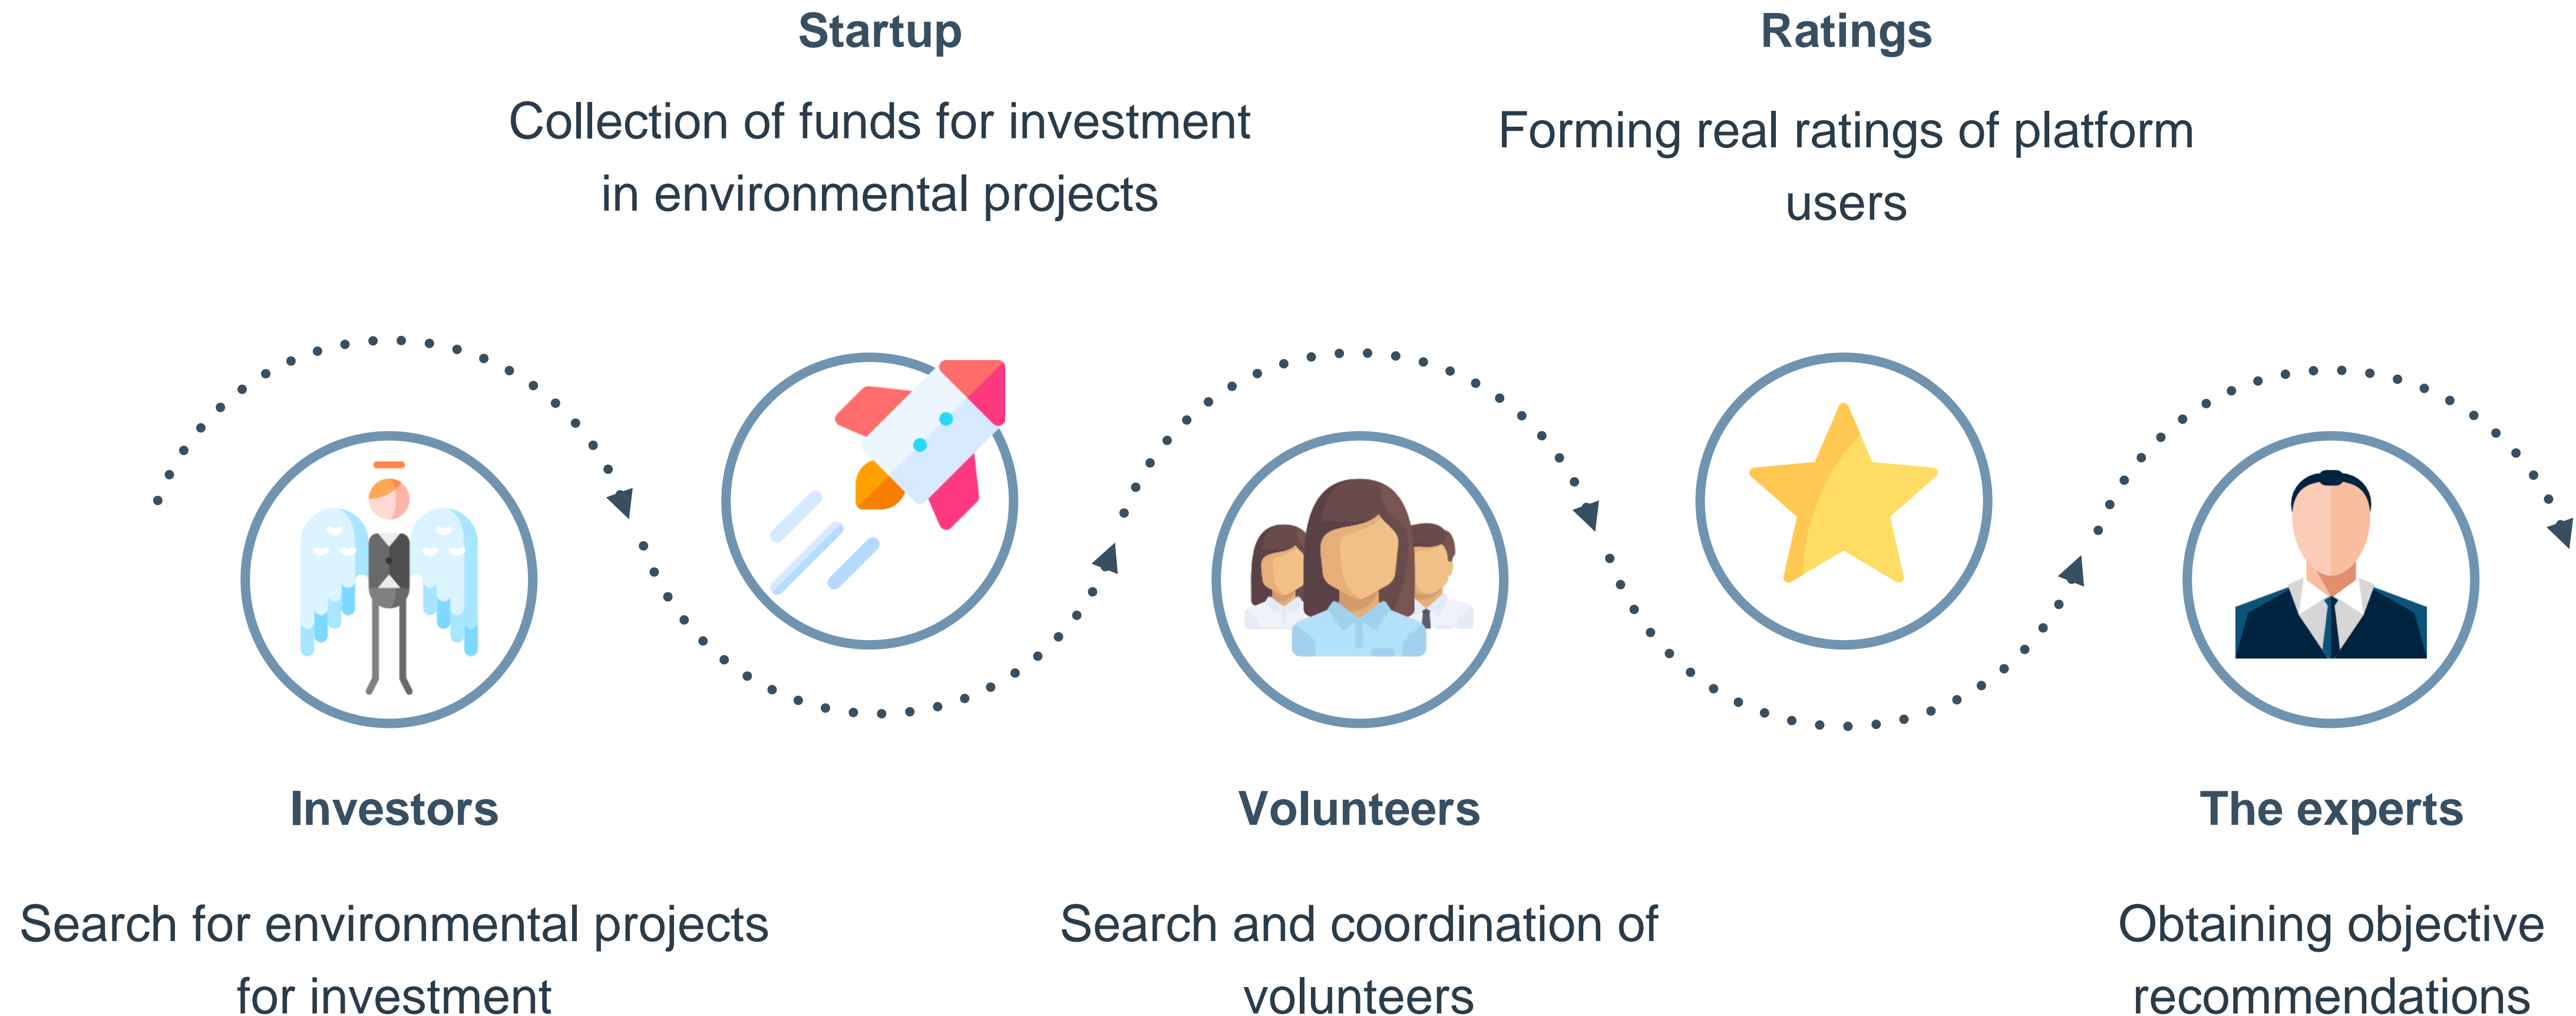 Startup
Collection of funds for investment
in environmental projects
Ratings
Forming real ratings of platform
users
Investors
Search for environmental projects
for investment
Volunteers
Search and coordination of
volunteers
The experts
Obtaining objective
recommendations